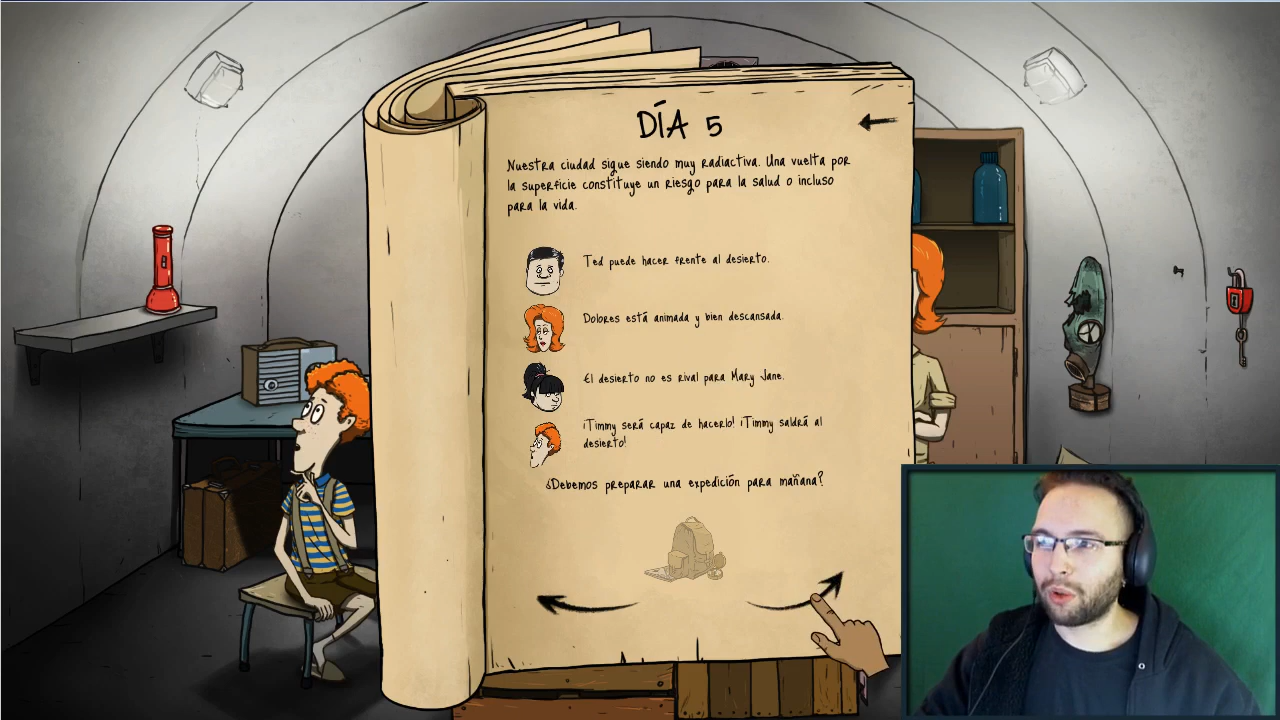 DÍA 5
Nuestra ciudad sigue siendo muy radiactiva. Una vuelta por
la superficie constituye un riesgo para la salud o incluso
para la vida.
Ted puede hacer frente al desierto.
Dolores está animada y bien descansada.
El desierto no es rival para Mary Jane.
¡Timmy será capaz de hacerlo! ¡Timmy saldrá al
desierto!
¿Debemos preparar una expedición para mañana?